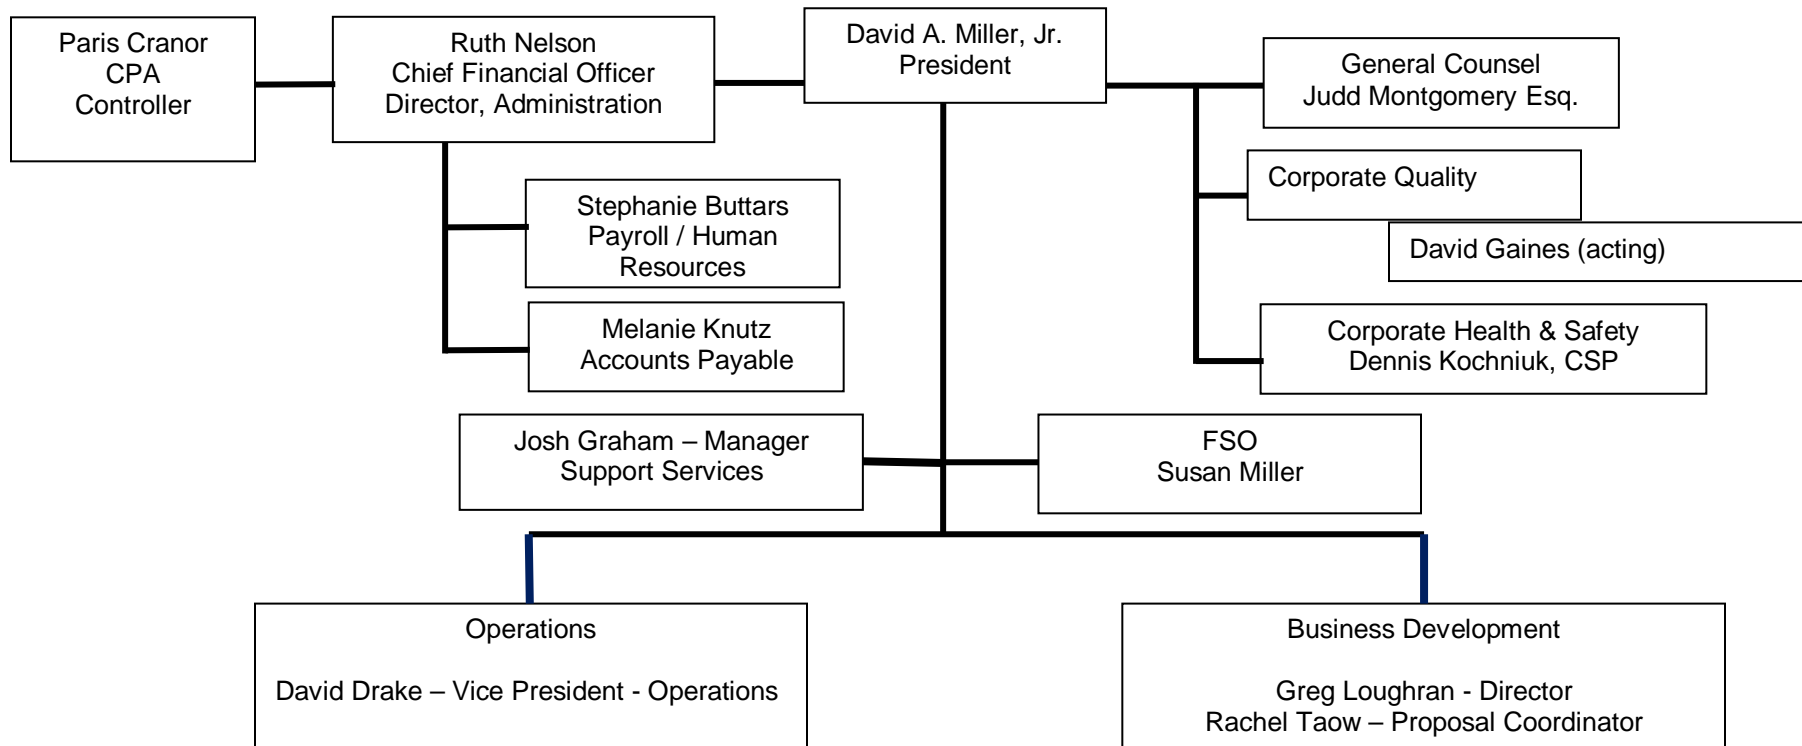 Paris Cranor
CPA
Controller
Ruth Nelson
Chief Financial Officer
Director, Administration
David A. Miller, Jr.
President
General Counsel
Judd Montgomery Esq.
Stephanie Buttars
Payroll / Human
Resources
Corporate Quality
David Gaines (acting)
Melanie Knutz
Accounts Payable
Corporate Health & Safety
Dennis Kochniuk, CSP
Josh Graham – Manager
Support Services
FSO
Susan Miller
Operations
David Drake – Vice President - Operations
Business Development
Greg Loughran - Director
Rachel Taow – Proposal Coordinator